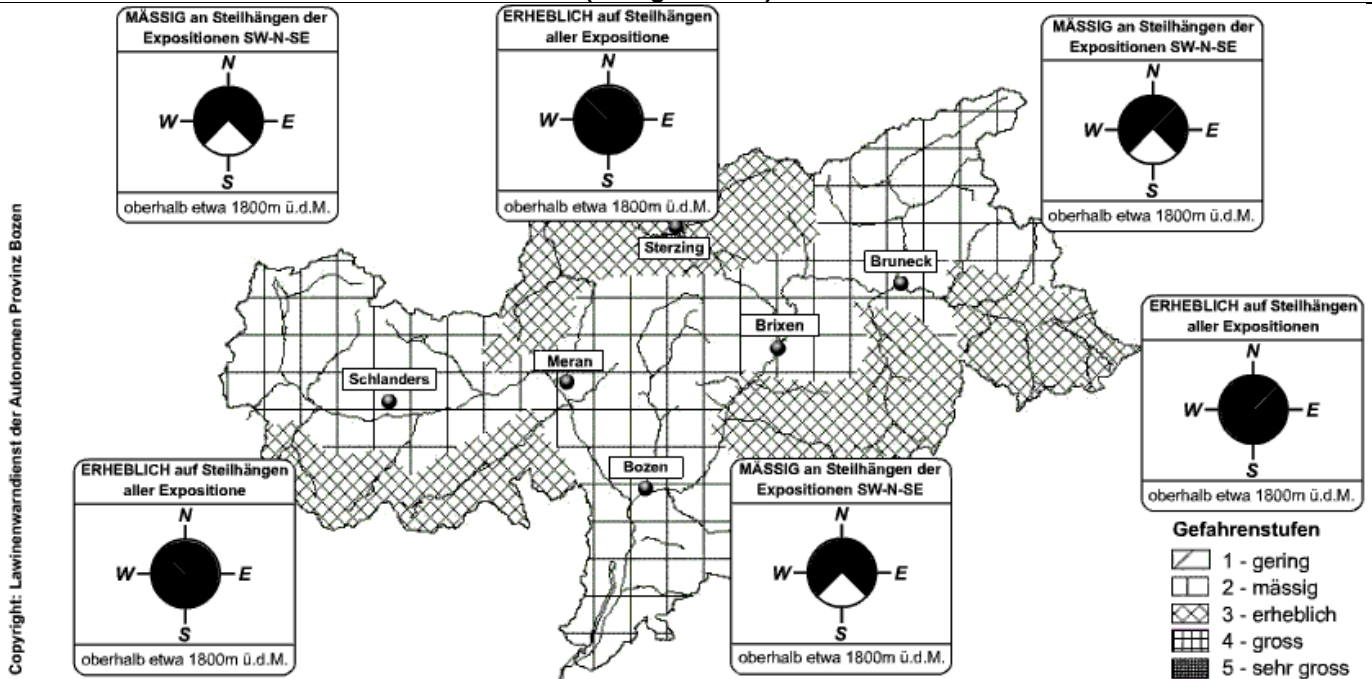 MÄSSIG an Steilhängen der
Expositionen SW-N-SE
N
W
E
S
oberhalb etwa 1800m ü.d.M.
ERHEBLICH auf Steilhängen
aller Expositione
N
W
E
S
oberhalb etwa 1800m ü.d.M.
MÄSSIG an Steilhängen der
Expositionen SW-N-SE
N
W
E
S
oberhalb etwa 1800m ü.d.M.
Sterzing
Bruneck
Brixen
Meran
Schlanders
Bozen
ERHEBLICH auf Steilhängen
aller Expositionen
N
W
E
S
oberhalb etwa 1800m ü.d.M.
ERHEBLICH auf Steilhängen
aller Expositione
N
W
E
S
oberhalb etwa 1800m ü.d.M.
MÄSSIG an Steilhängen der
Expositionen SW-N-SE
N
W
E
S
oberhalb etwa 1800m ü.d.M.
Gefahrenstufen
1 - gering
2 - mässig
3 - erheblich
4 - gross
5 - sehr gross
Copyright: Lawinenwarndienst der Autonomen Provinz Bozen